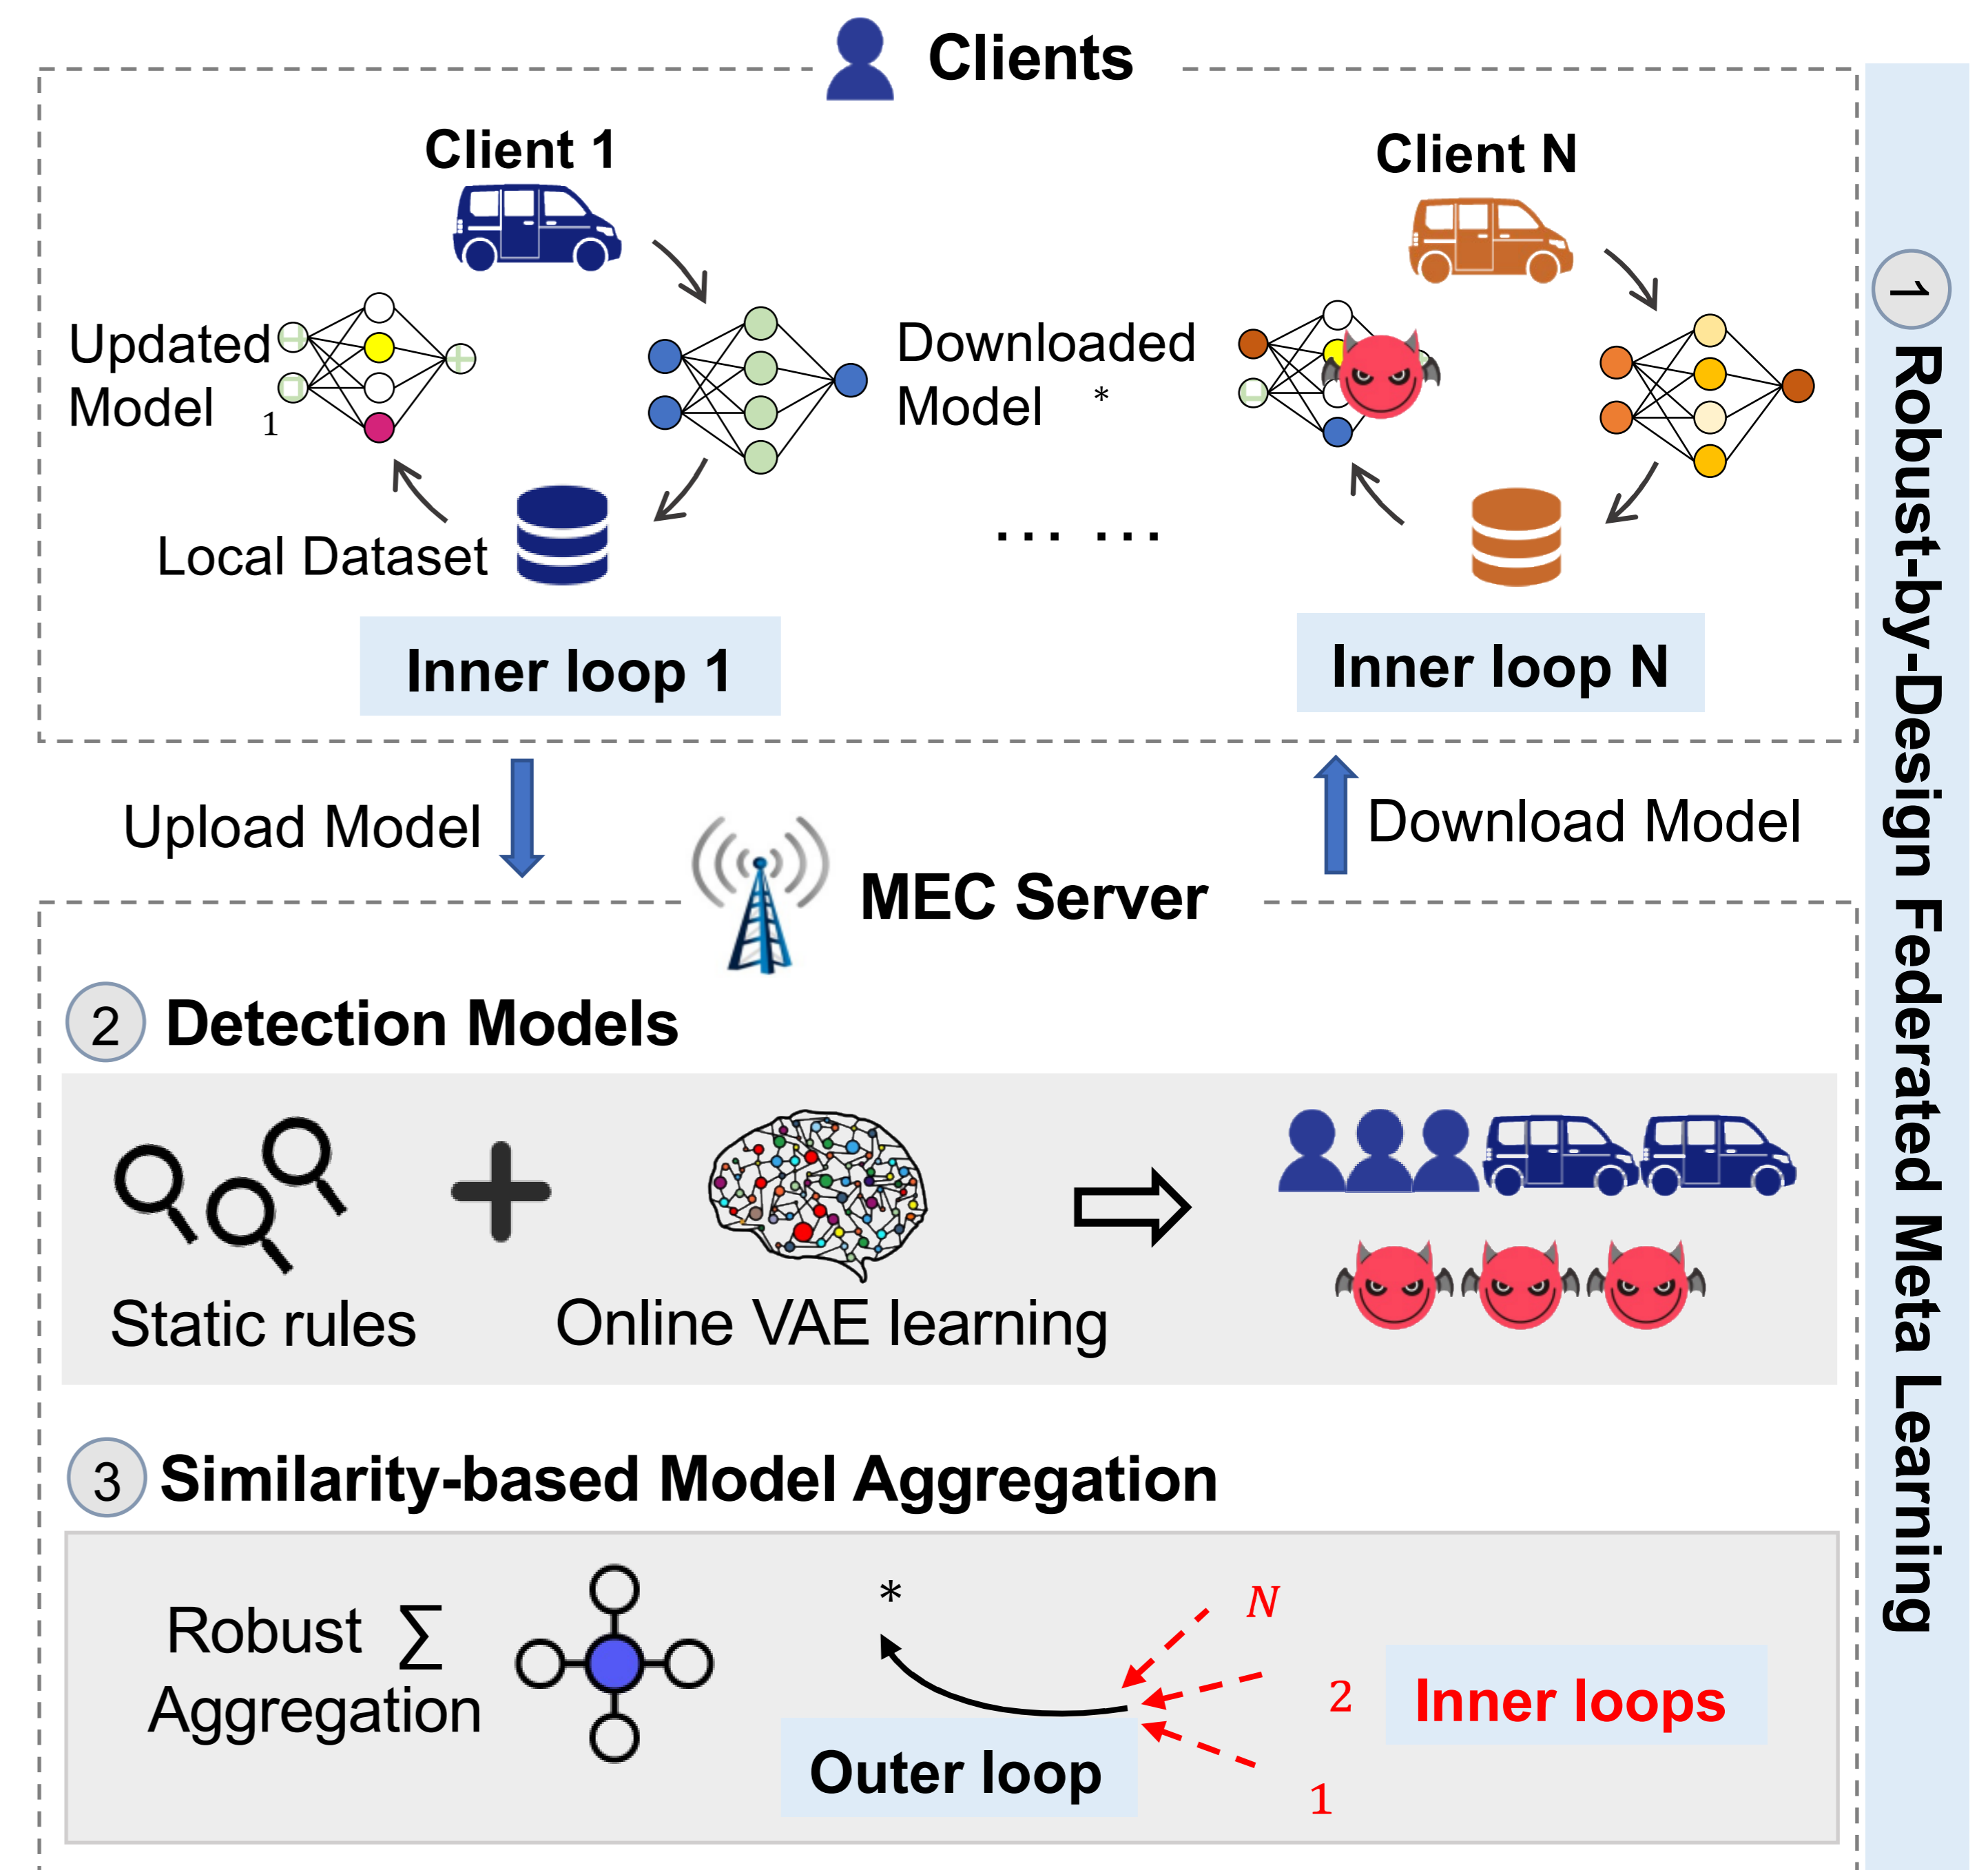 Clients
Client 1
Client N
Updated
Model 1
Downloaded
Model *
Local Dataset
... ...
Inner loop 1
Inner loop N
Upload Model
Download Model
MEC Server
1 Robust-by-Design Federated Meta Learning
2 Detection Models
Static rules
Online VAE learning
3 Similarity-based Model Aggregation
Robust ∑
Aggregation
*
N
2
1
Inner loops
Outer loop